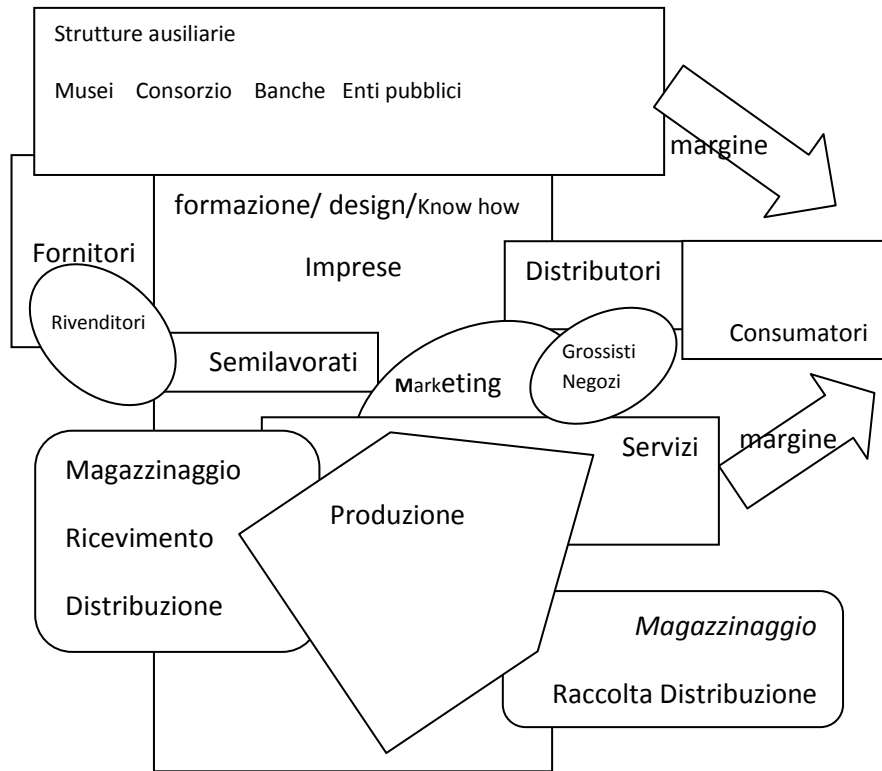 Strutture ausiliarie
Musei Consorzio Banche Enti pubblici
margine
formazione/ design/Know how
Fornitori
Imprese
Distributori
Rivenditori
Consumatori
Semilavorati
Grossisti
Negozi
Marketing
Servizi
margine
Magazzinaggio
Produzione
Ricevimento
Distribuzione
Magazzinaggio
Raccolta Distribuzione